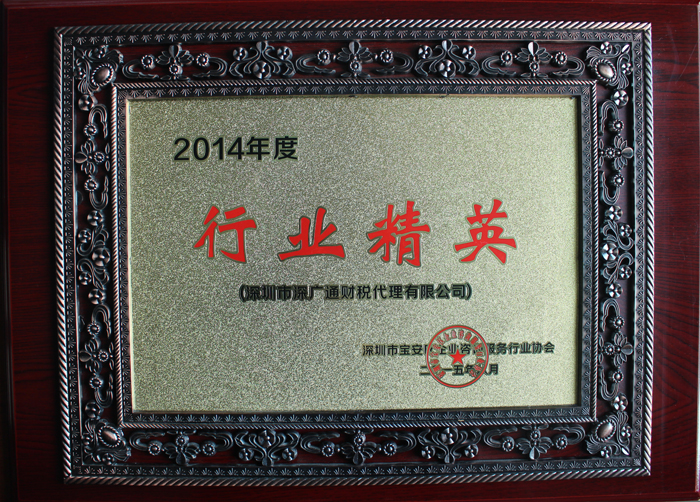 2014年度
行业精英
(深圳市深广通财税代理有限公司)
深圳市宝安 企业咨 服务行业协会
二 一五年 月